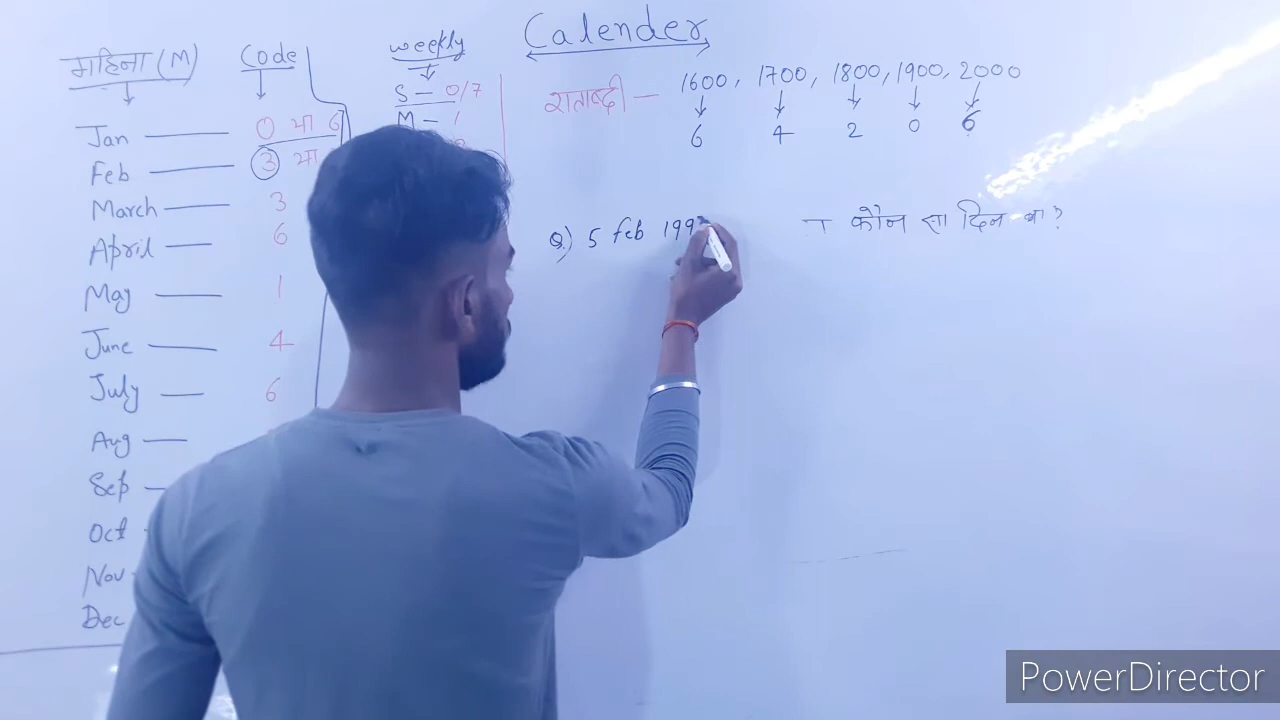 Calender
महिना (M) Code weekly
शताब्दी — 1600, 1700, 1800, 1900, 2000
6 4 2 0 6
S — 0/7
M — 1
Jan — 0 या 6
Feb — 3 या
March — 3
April — 6
May — 1
June — 4
July — 6
Aug —
Sep —
Oct
Nov
Dec
Q) 5 Feb 199 कौन सा दिन था?
PowerDirector